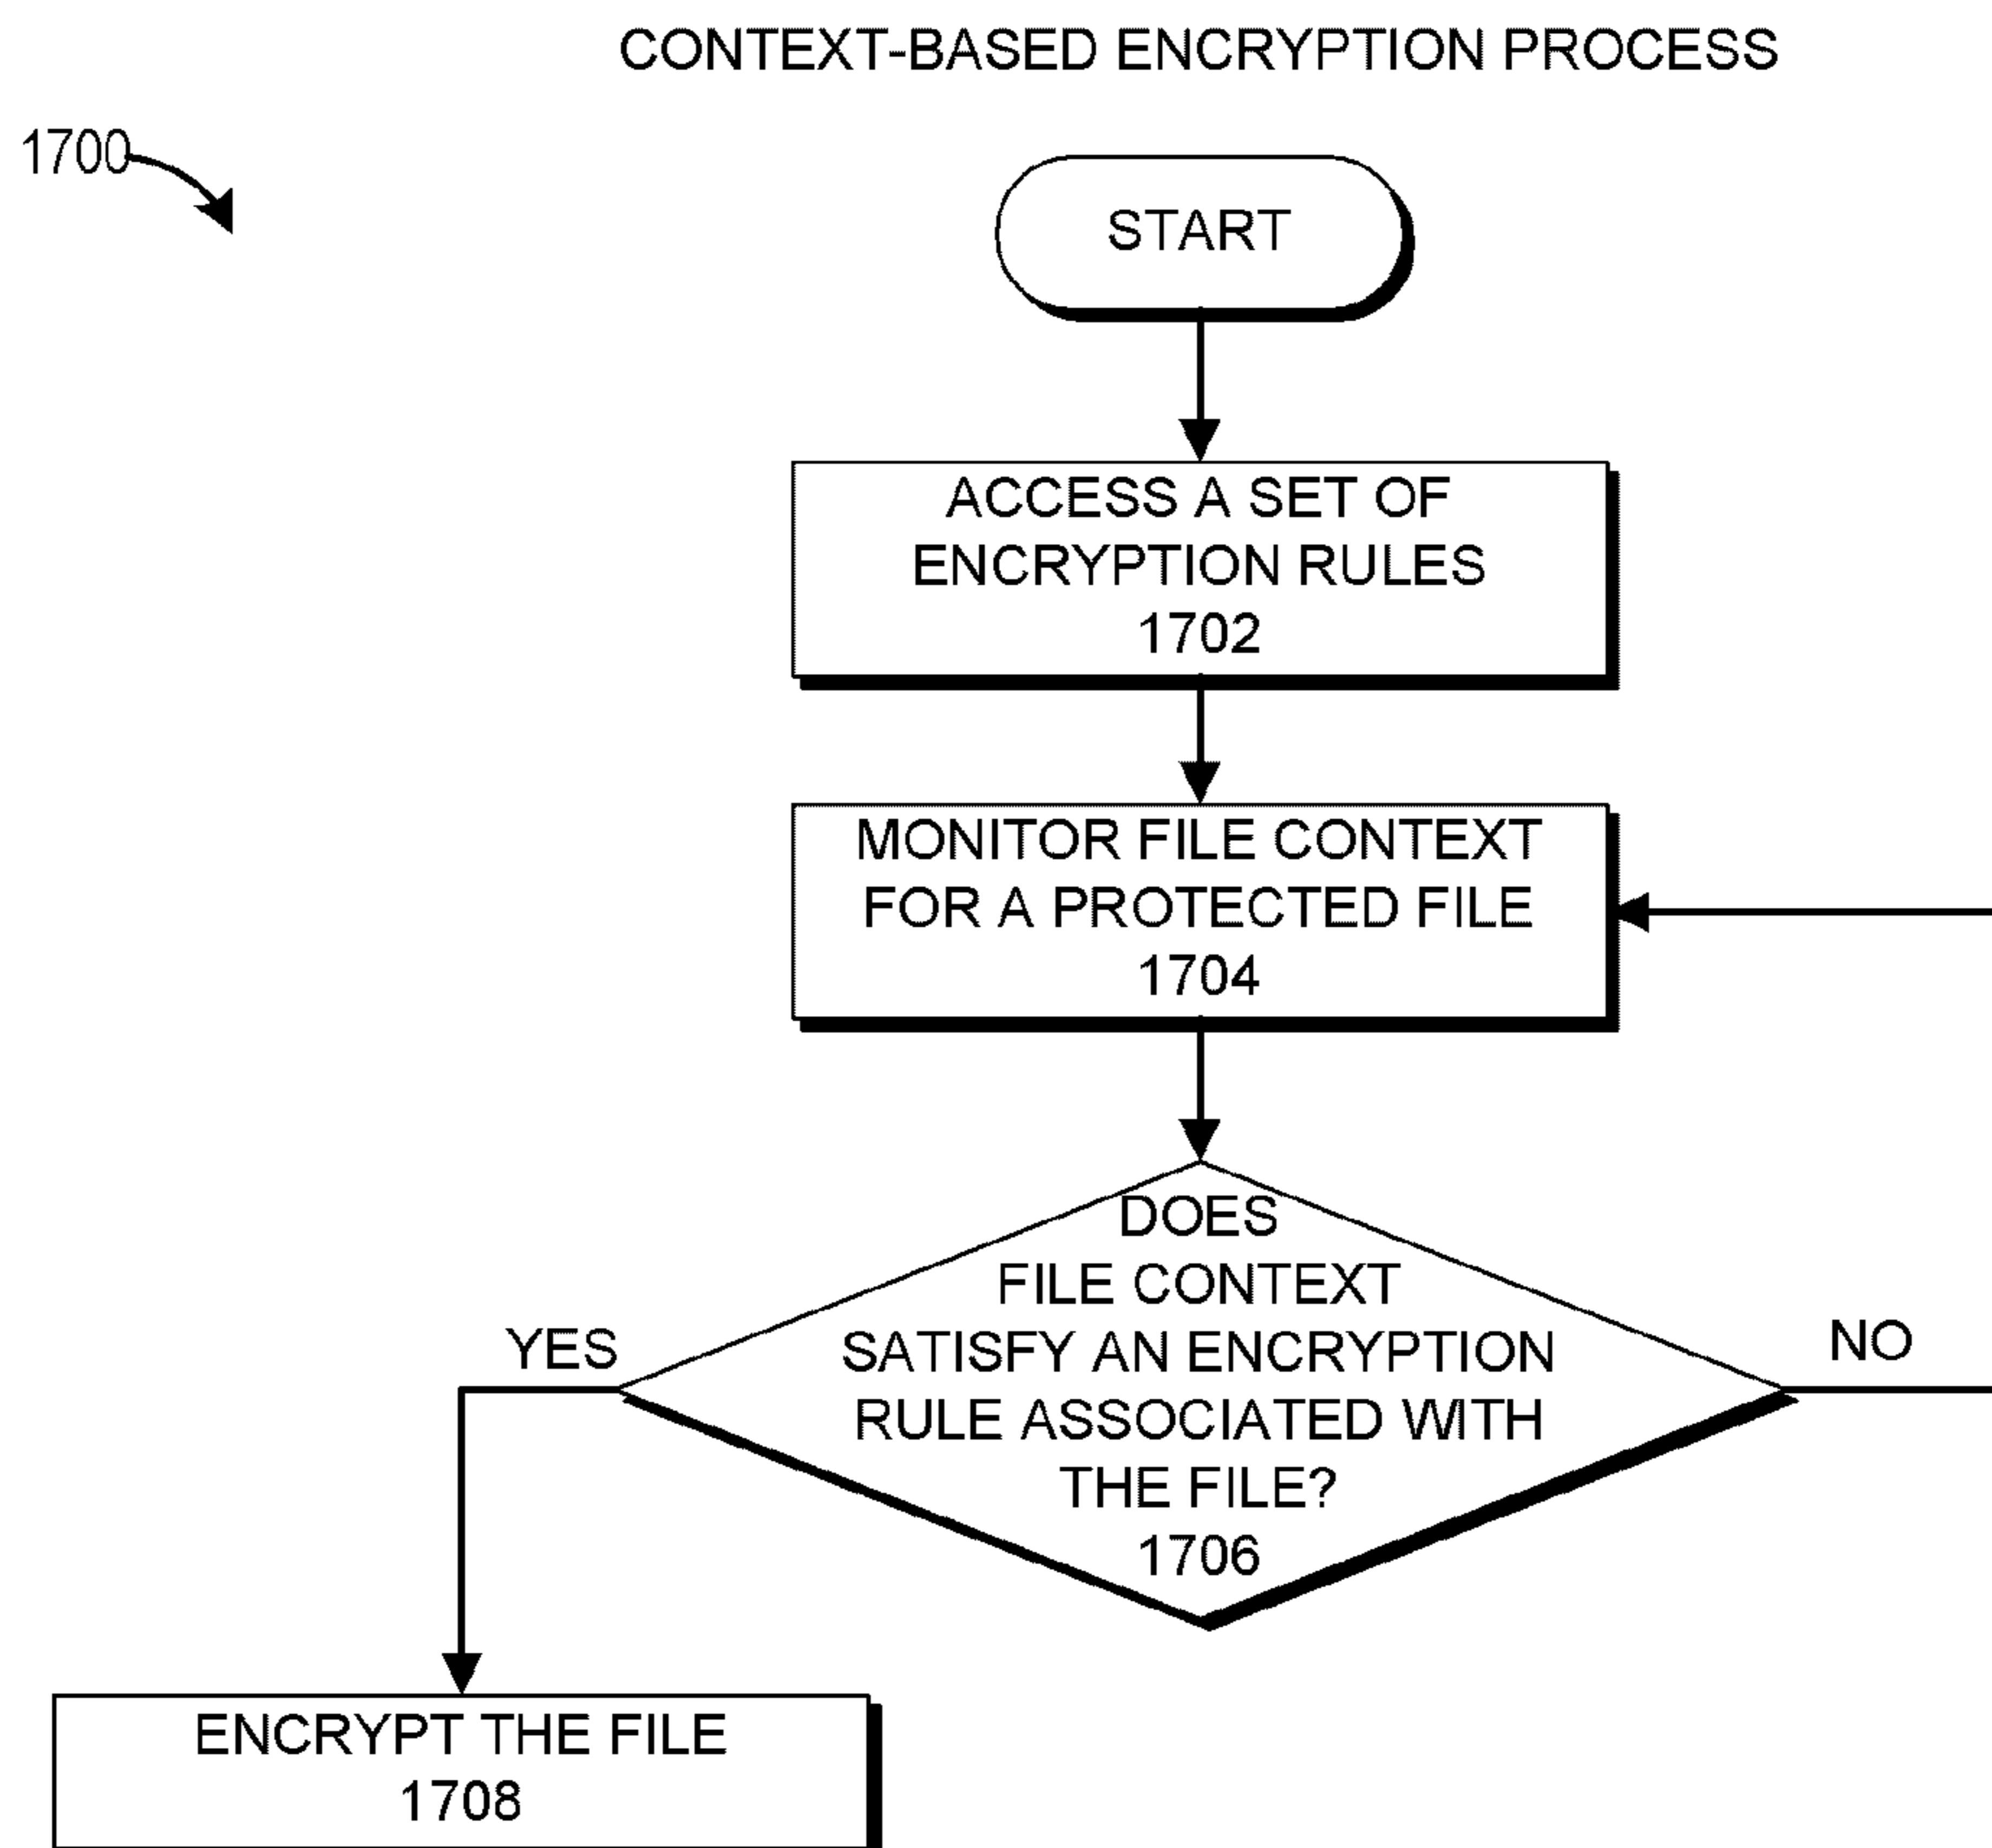 CONTEXT-BASED ENCRYPTION PROCESS
1700
START
ACCESS A SET OF
ENCRYPTION RULES
1702
MONITOR FILE CONTEXT
FOR A PROTECTED FILE
1704
DOES
FILE CONTEXT
SATISFY AN ENCRYPTION
RULE ASSOCIATED WITH
THE FILE?
1706
YES
NO
ENCRYPT THE FILE
1708